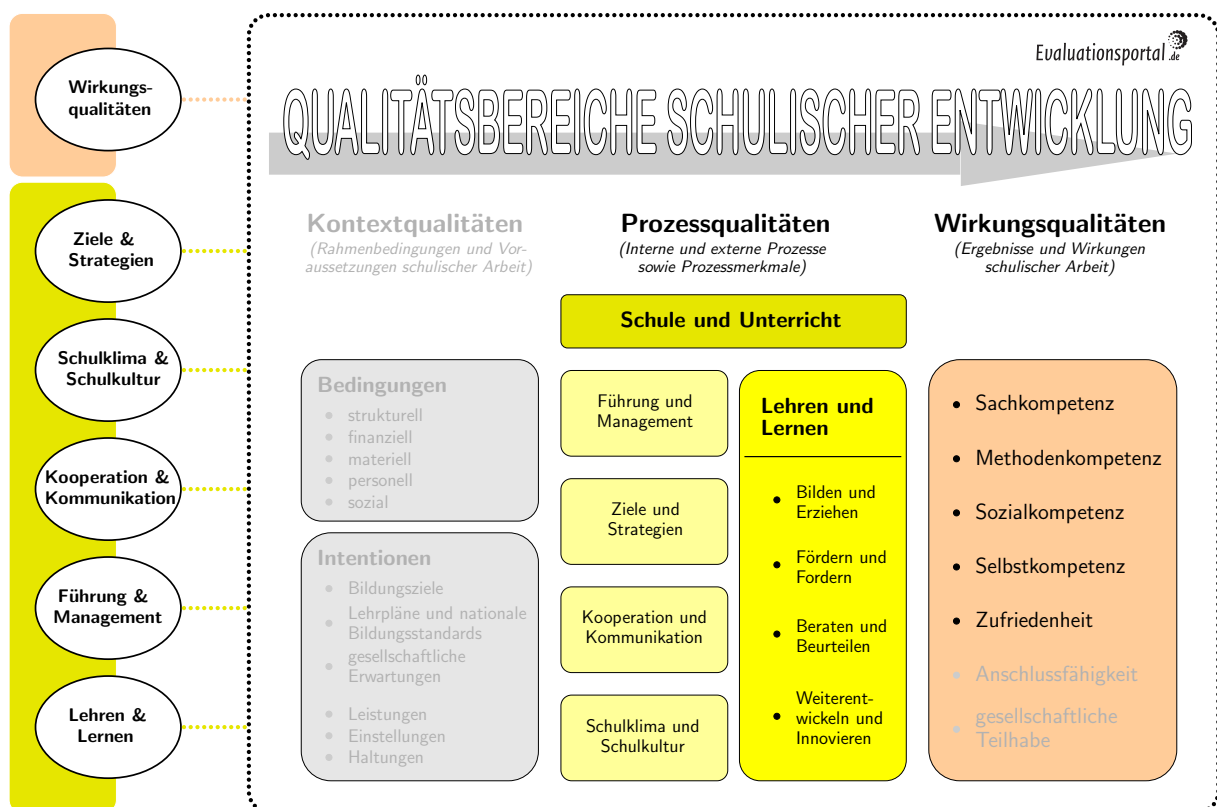 Wirkungs-
qualitäten
Ziele &
Strategien
Schulklima &
Schulkultur
Kooperation &
Kommunikation
Führung &
Management
Lehren &
Lernen
Evaluationsportal
.de
QUALITÄTSBEREICHE SCHULISCHER ENTWICKLUNG
Kontextqualitäten
(Rahmenbedingungen und Vor-
aussetzungen schulischer Arbeit)
Bedingungen
• strukturell
• finanziell
• materiell
• personell
• sozial
Intentionen
• Bildungsziele
• Lehrpläne und nationale
Bildungsstandards
• gesellschaftliche
Erwartungen
• Leistungen
• Einstellungen
• Haltungen
Prozessqualitäten
(Interne und externe Prozesse
sowie Prozessmerkmale)
Schule und Unterricht
Führung und
Management
Ziele und
Strategien
Kooperation und
Kommunikation
Schulklima und
Schulkultur
Lehren und
Lernen
• Bilden und
Erziehen
• Fördern und
Fordern
• Beraten und
Beurteilen
• Weiterent-
wickeln und
Innovieren
Wirkungsqualitäten
(Ergebnisse und Wirkungen
schulischer Arbeit)
• Sachkompetenz
• Methodenkompetenz
• Sozialkompetenz
• Selbstkompetenz
• Zufriedenheit
• Anschlussfähigkeit
• gesellschaftliche
Teilhabe